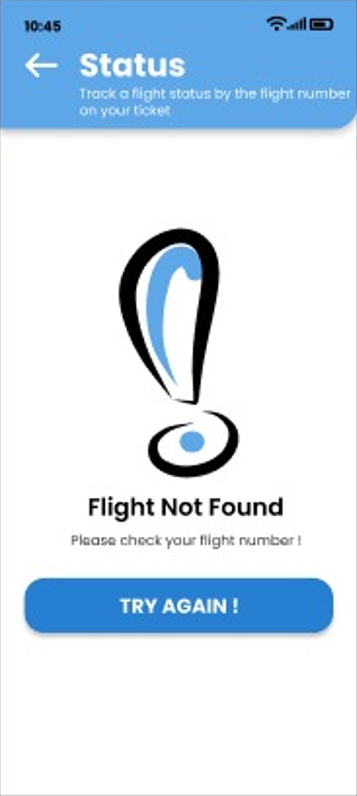 10:45
Status
Track a flight status by the flight number
on your ticket
Flight Not Found
Please check your flight number !
TRY AGAIN !